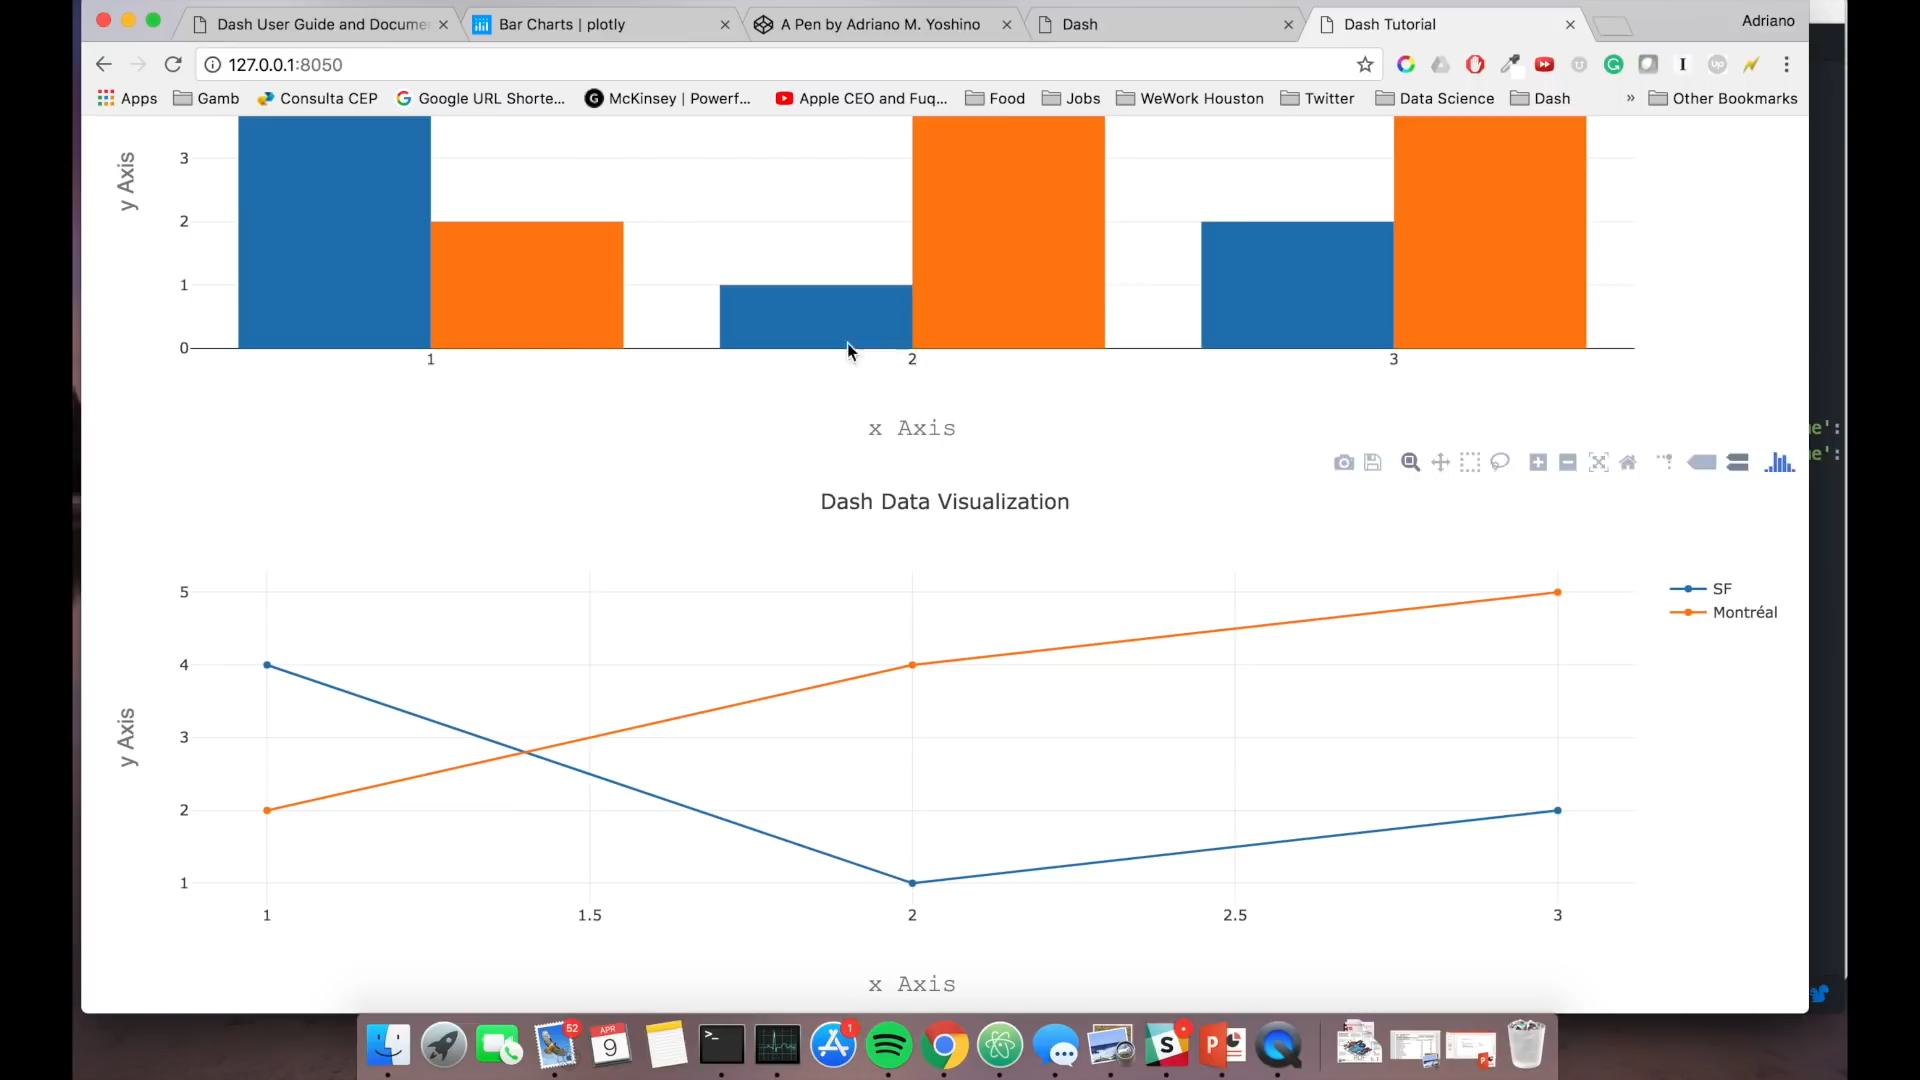 Dash User Guide and Docume
Bar Charts | plotly
A Pen by Adriano M. Yoshino
Dash
Dash Tutorial
Adriano
127.0.0.1:8050
Apps
Gamb
Consulta CEP
Google URL Shorte...
McKinsey | Powerf...
Apple CEO and Fuq...
Food
Jobs
WeWork Houston
Twitter
Data Science
Dash
»
Other Bookmarks
y Axis
3
2
1
0
1
2
3
x Axis
e':
e':
Dash Data Visualization
SF
Montréal
y Axis
5
4
3
2
1
1
1.5
2
2.5
3
x Axis
52
APR
9
1